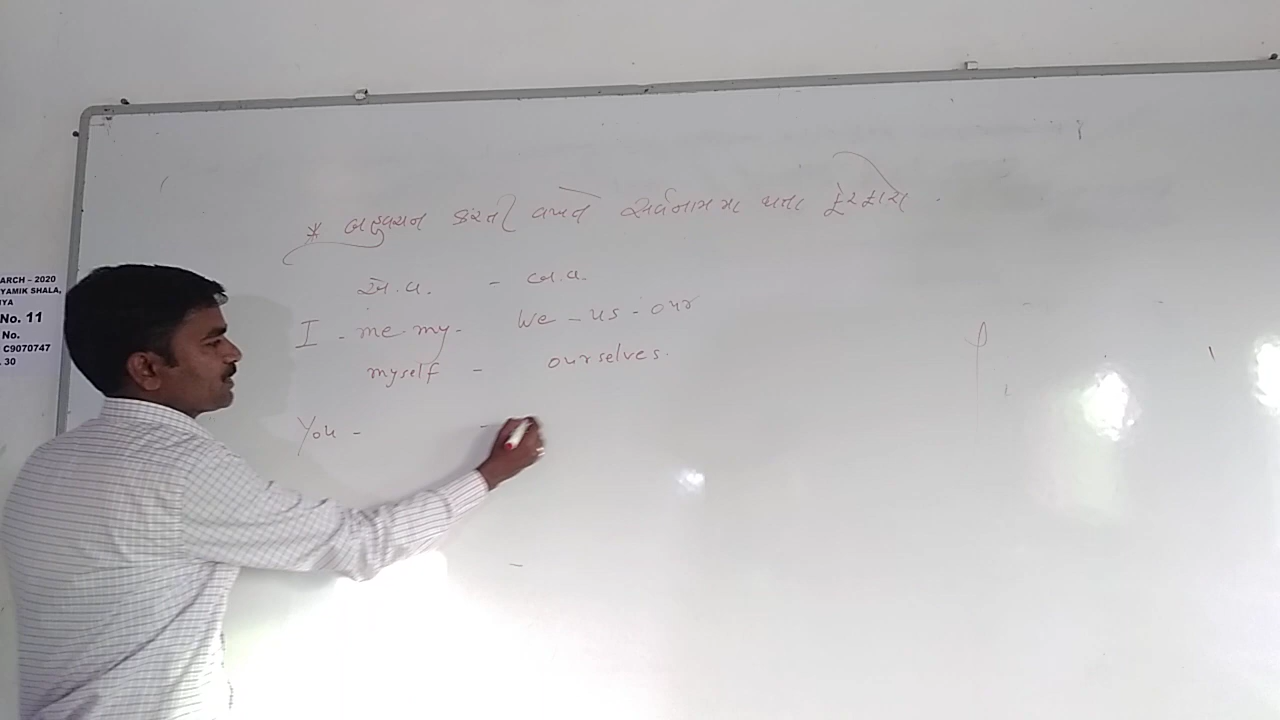 ARCH – 2020
YAMIK SHALA,
IYA
No. 11
No.
C9070747
30
* બહુવચન કરતી વખતે સર્વનામમાં થતા ફેરફારો.
એ.વ. - બ.વ.
I - me - my - We - us - our
myself - ourselves.
You - -